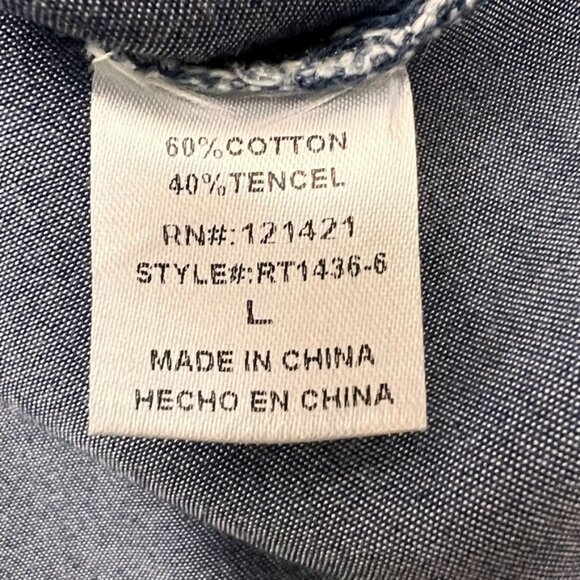 60%COTTON
40%TENCEL
RN#:121421
STYLE#:RT1436-6
L
MADE IN CHINA
HECHO EN CHINA